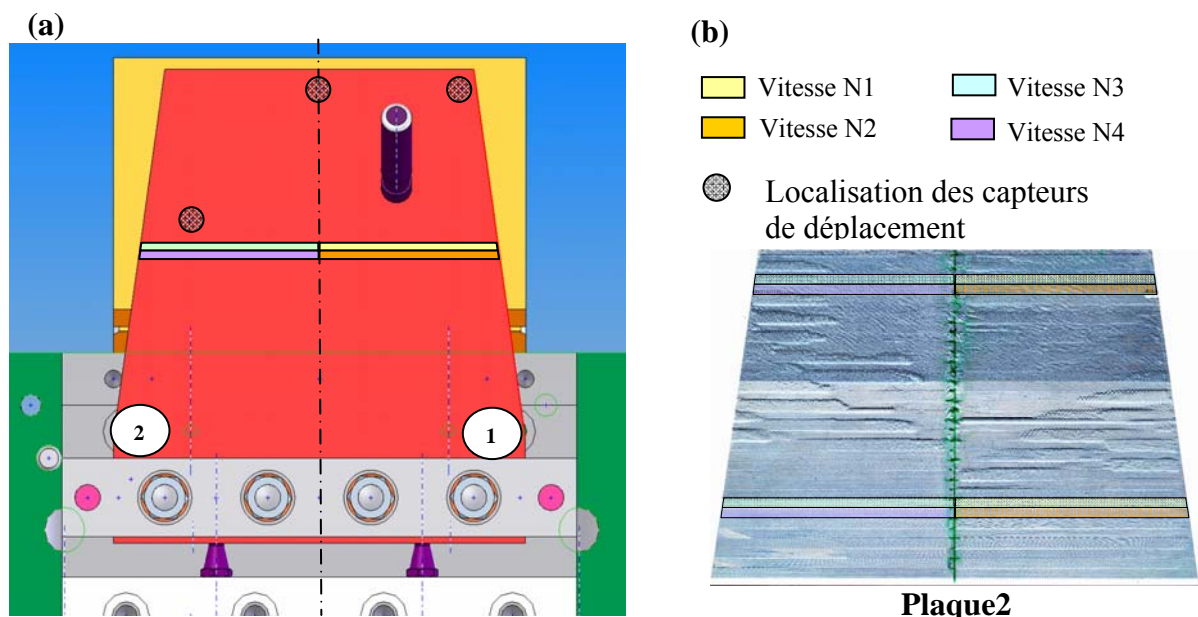 (a)
2
1
(b)
Vitesse N1
Vitesse N3
Vitesse N2
Vitesse N4
Localisation des capteurs
de déplacement
Plaque2